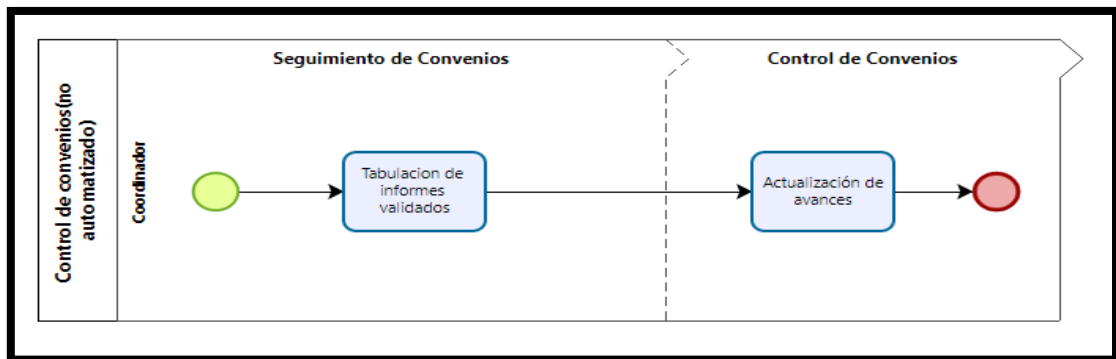 Seguimiento de Convenios
Control de Convenios
Control de convenios(no
automatizado)
Coordinador
Tabulacion de
informes
validados
Actualización de
avances